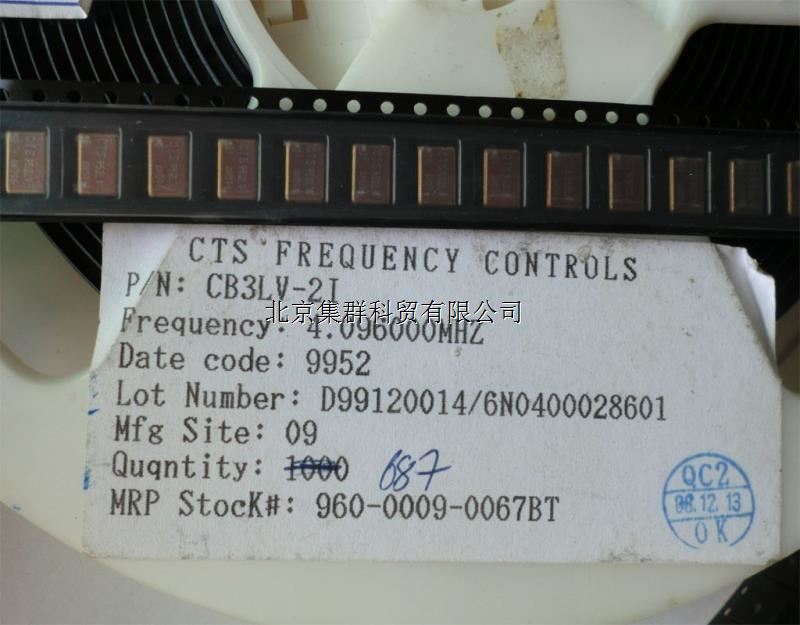 CTS FREQUENCY CONTROLS
P/N: CB3LV-2I
北京集群科贸有限公司
Frequency: 4.096000MHZ
Date code: 9952
Lot Number: D99120014/6N0400028601
Mfg Site: 09
Quqntity: 1000 687
MRP StocK#: 960-0009-0067BT
QC2
12.13
OK